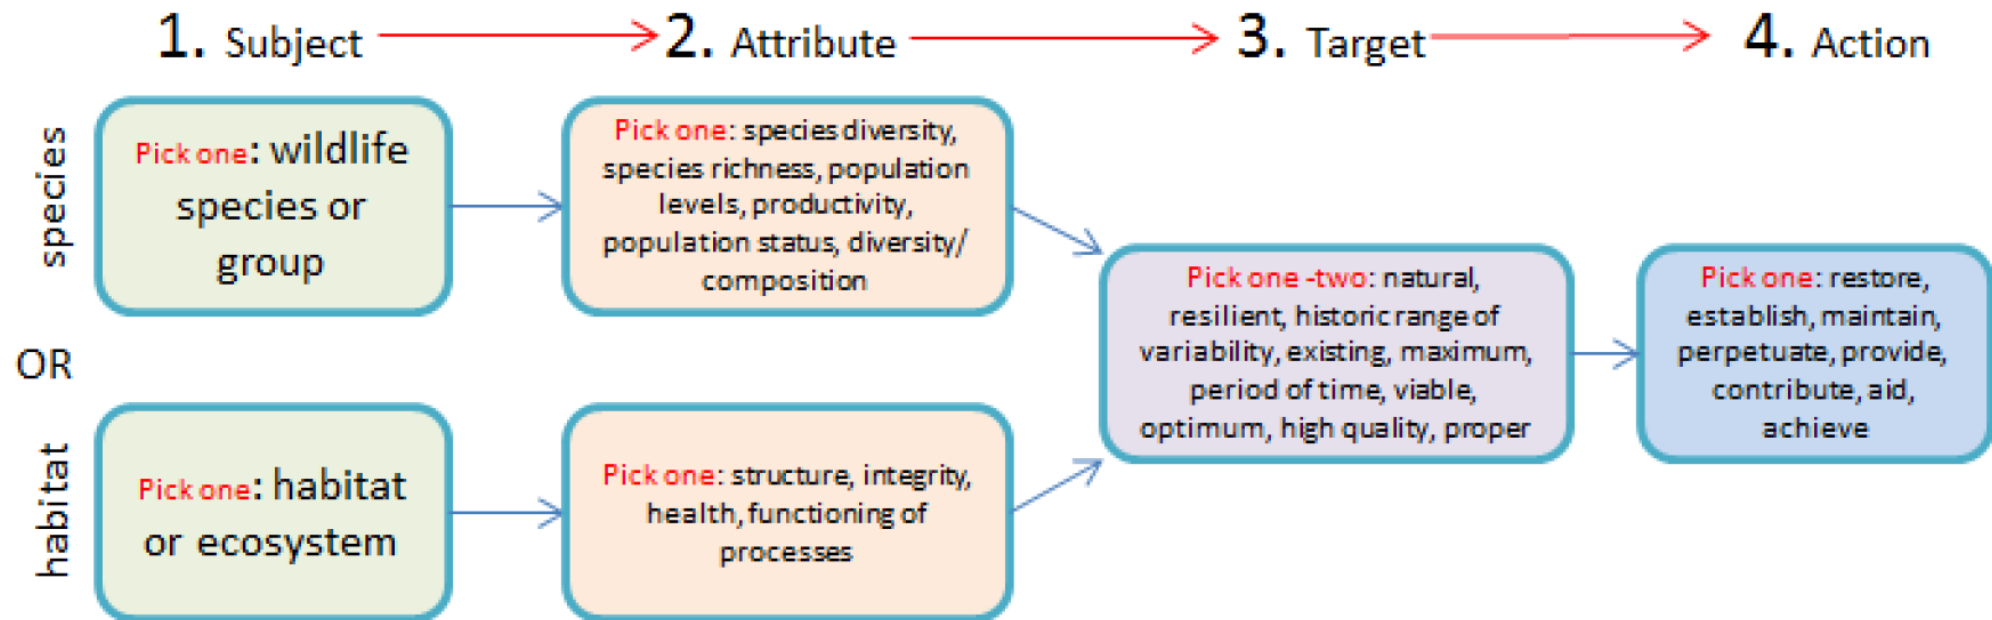 1. Subject
2. Attribute
3. Target
4. Action
species
Pick one: wildlife
species or
group
Pick one: species diversity,
species richness, population
levels, productivity,
population status, diversity/
composition
OR
habitat
Pick one: habitat
or ecosystem
Pick one: structure, integrity,
health, functioning of
processes
Pick one -two: natural,
resilient, historic range of
variability, existing, maximum,
period of time, viable,
optimum, high quality, proper
Pick one: restore,
establish, maintain,
perpetuate, provide,
contribute, aid,
achieve